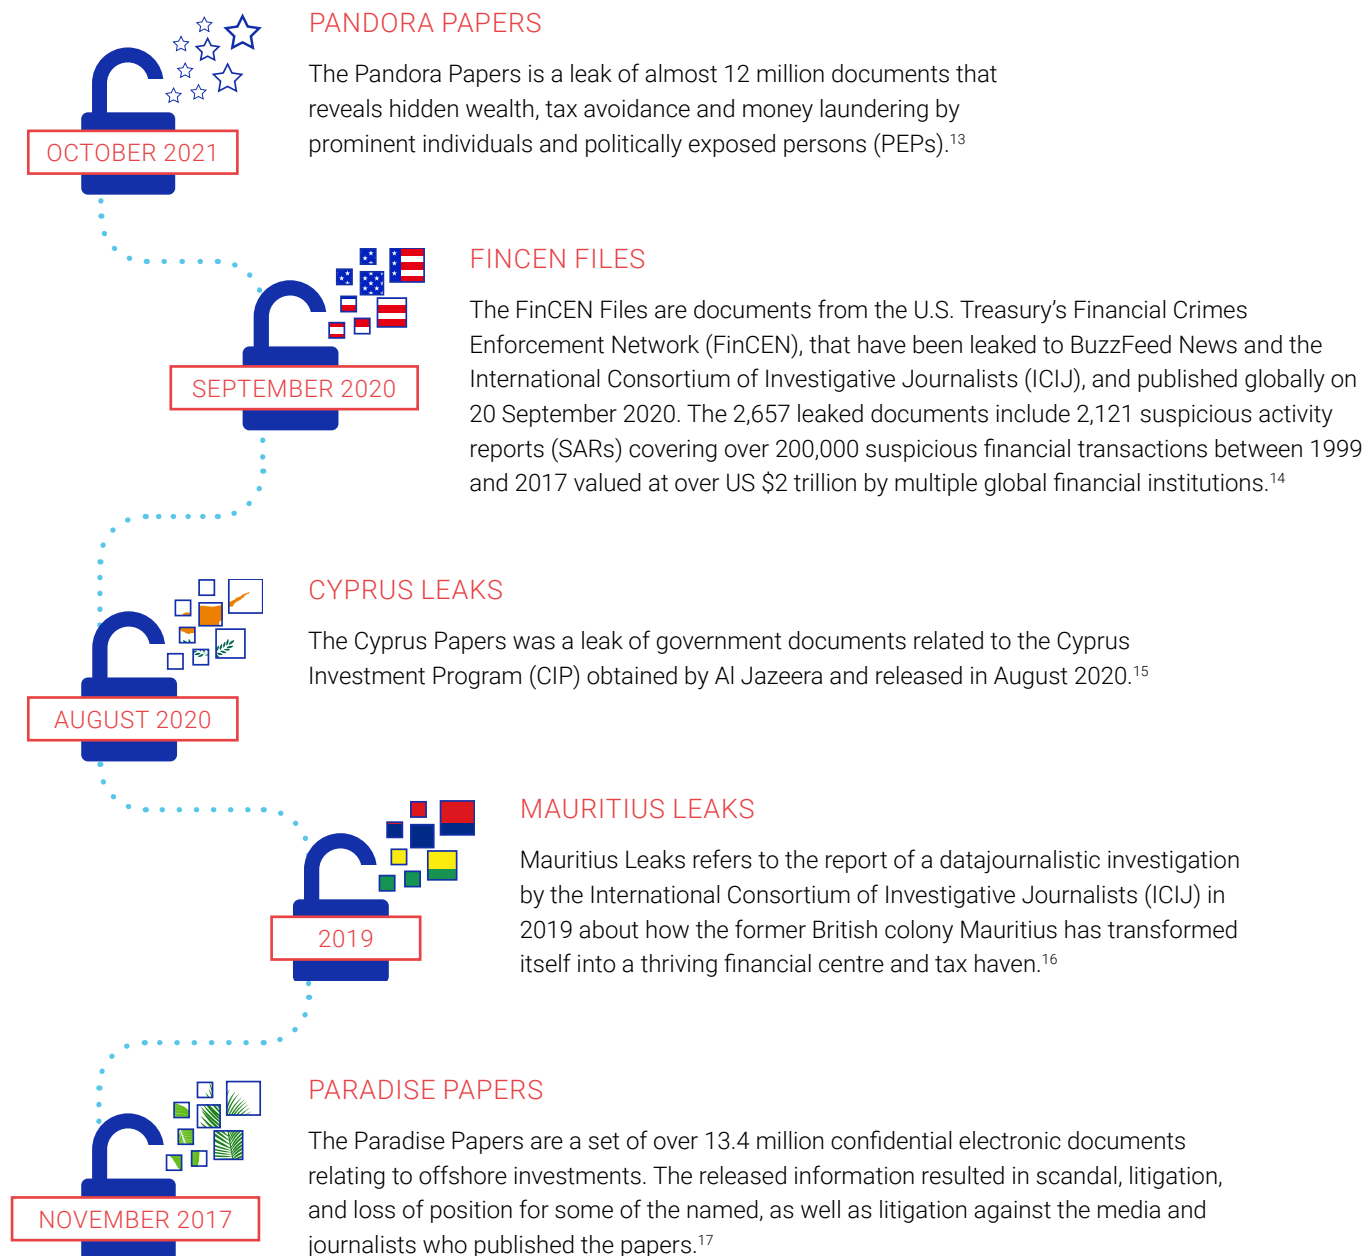 PANDORA PAPERS
The Pandora Papers is a leak of almost 12 million documents that
reveals hidden wealth, tax avoidance and money laundering by
prominent individuals and politically exposed persons (PEPs).13
OCTOBER 2021
FINCEN FILES
The FinCEN Files are documents from the U.S. Treasury’s Financial Crimes
Enforcement Network (FinCEN), that have been leaked to BuzzFeed News and the
International Consortium of Investigative Journalists (ICIJ), and published globally on
20 September 2020. The 2,657 leaked documents include 2,121 suspicious activity
reports (SARs) covering over 200,000 suspicious financial transactions between 1999
and 2017 valued at over US $2 trillion by multiple global financial institutions.14
SEPTEMBER 2020
CYPRUS LEAKS
The Cyprus Papers was a leak of government documents related to the Cyprus
Investment Program (CIP) obtained by Al Jazeera and released in August 2020.15
AUGUST 2020
MAURITIUS LEAKS
Mauritius Leaks refers to the report of a datajournalistic investigation
by the International Consortium of Investigative Journalists (ICIJ) in
2019 about how the former British colony Mauritius has transformed
itself into a thriving financial centre and tax haven.16
2019
PARADISE PAPERS
The Paradise Papers are a set of over 13.4 million confidential electronic documents
relating to offshore investments. The released information resulted in scandal, litigation,
and loss of position for some of the named, as well as litigation against the media and
journalists who published the papers.17
NOVEMBER 2017